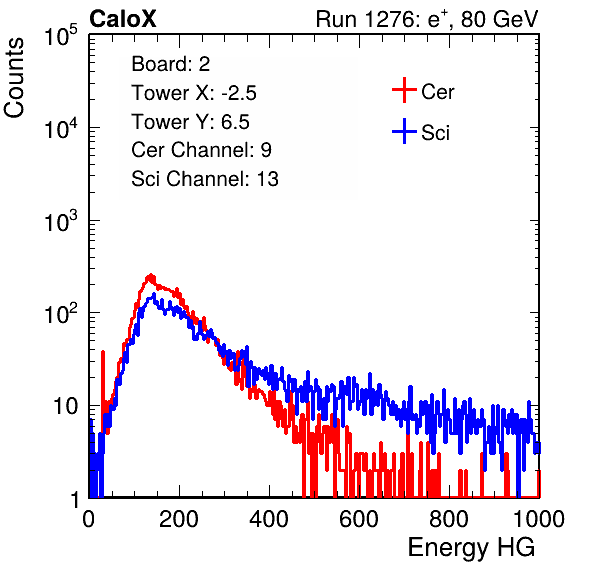 CaloX Run 1276: e⁺, 80 GeV
Counts
Board: 2
Tower X: -2.5
Tower Y: 6.5
Cer Channel: 9
Sci Channel: 13
Cer
Sci
10⁵
10⁴
10³
10²
10
1
0 200 400 600 800 1000
Energy HG